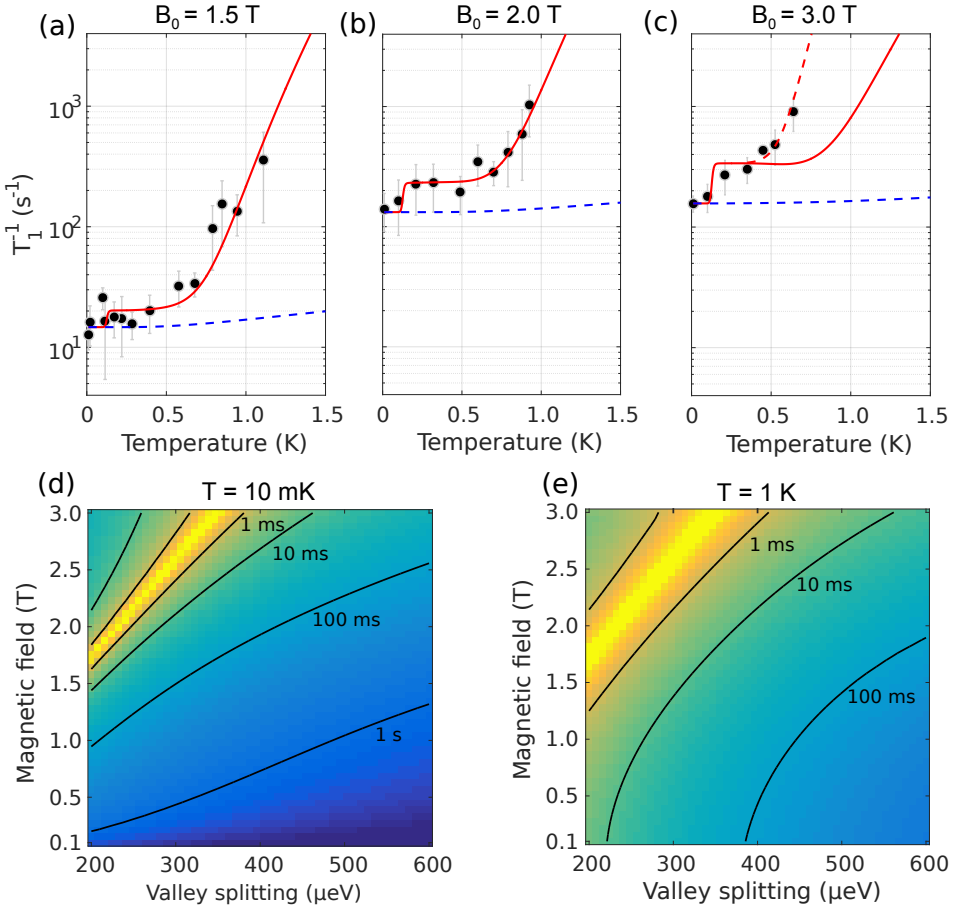 (a) B₀ = 1.5 T
(b) B₀ = 2.0 T
(c) B₀ = 3.0 T
T₁⁻¹ (s⁻¹)
10³
10²
10¹
0 0.5 1.0 1.5
0 0.5 1.0 1.5
0 0.5 1.0 1.5
Temperature (K)
Temperature (K)
Temperature (K)
(d) T = 10 mK
Magnetic field (T)
3.0
2.5
2.0
1.5
1.0
0.5
0.1
1 ms
10 ms
100 ms
1 s
200 300 400 500 600
Valley splitting (μeV)
(e) T = 1 K
Magnetic field (T)
3.0
2.5
2.0
1.5
1.0
0.5
0.1
1 ms
10 ms
100 ms
200 300 400 500 600
Valley splitting (μeV)